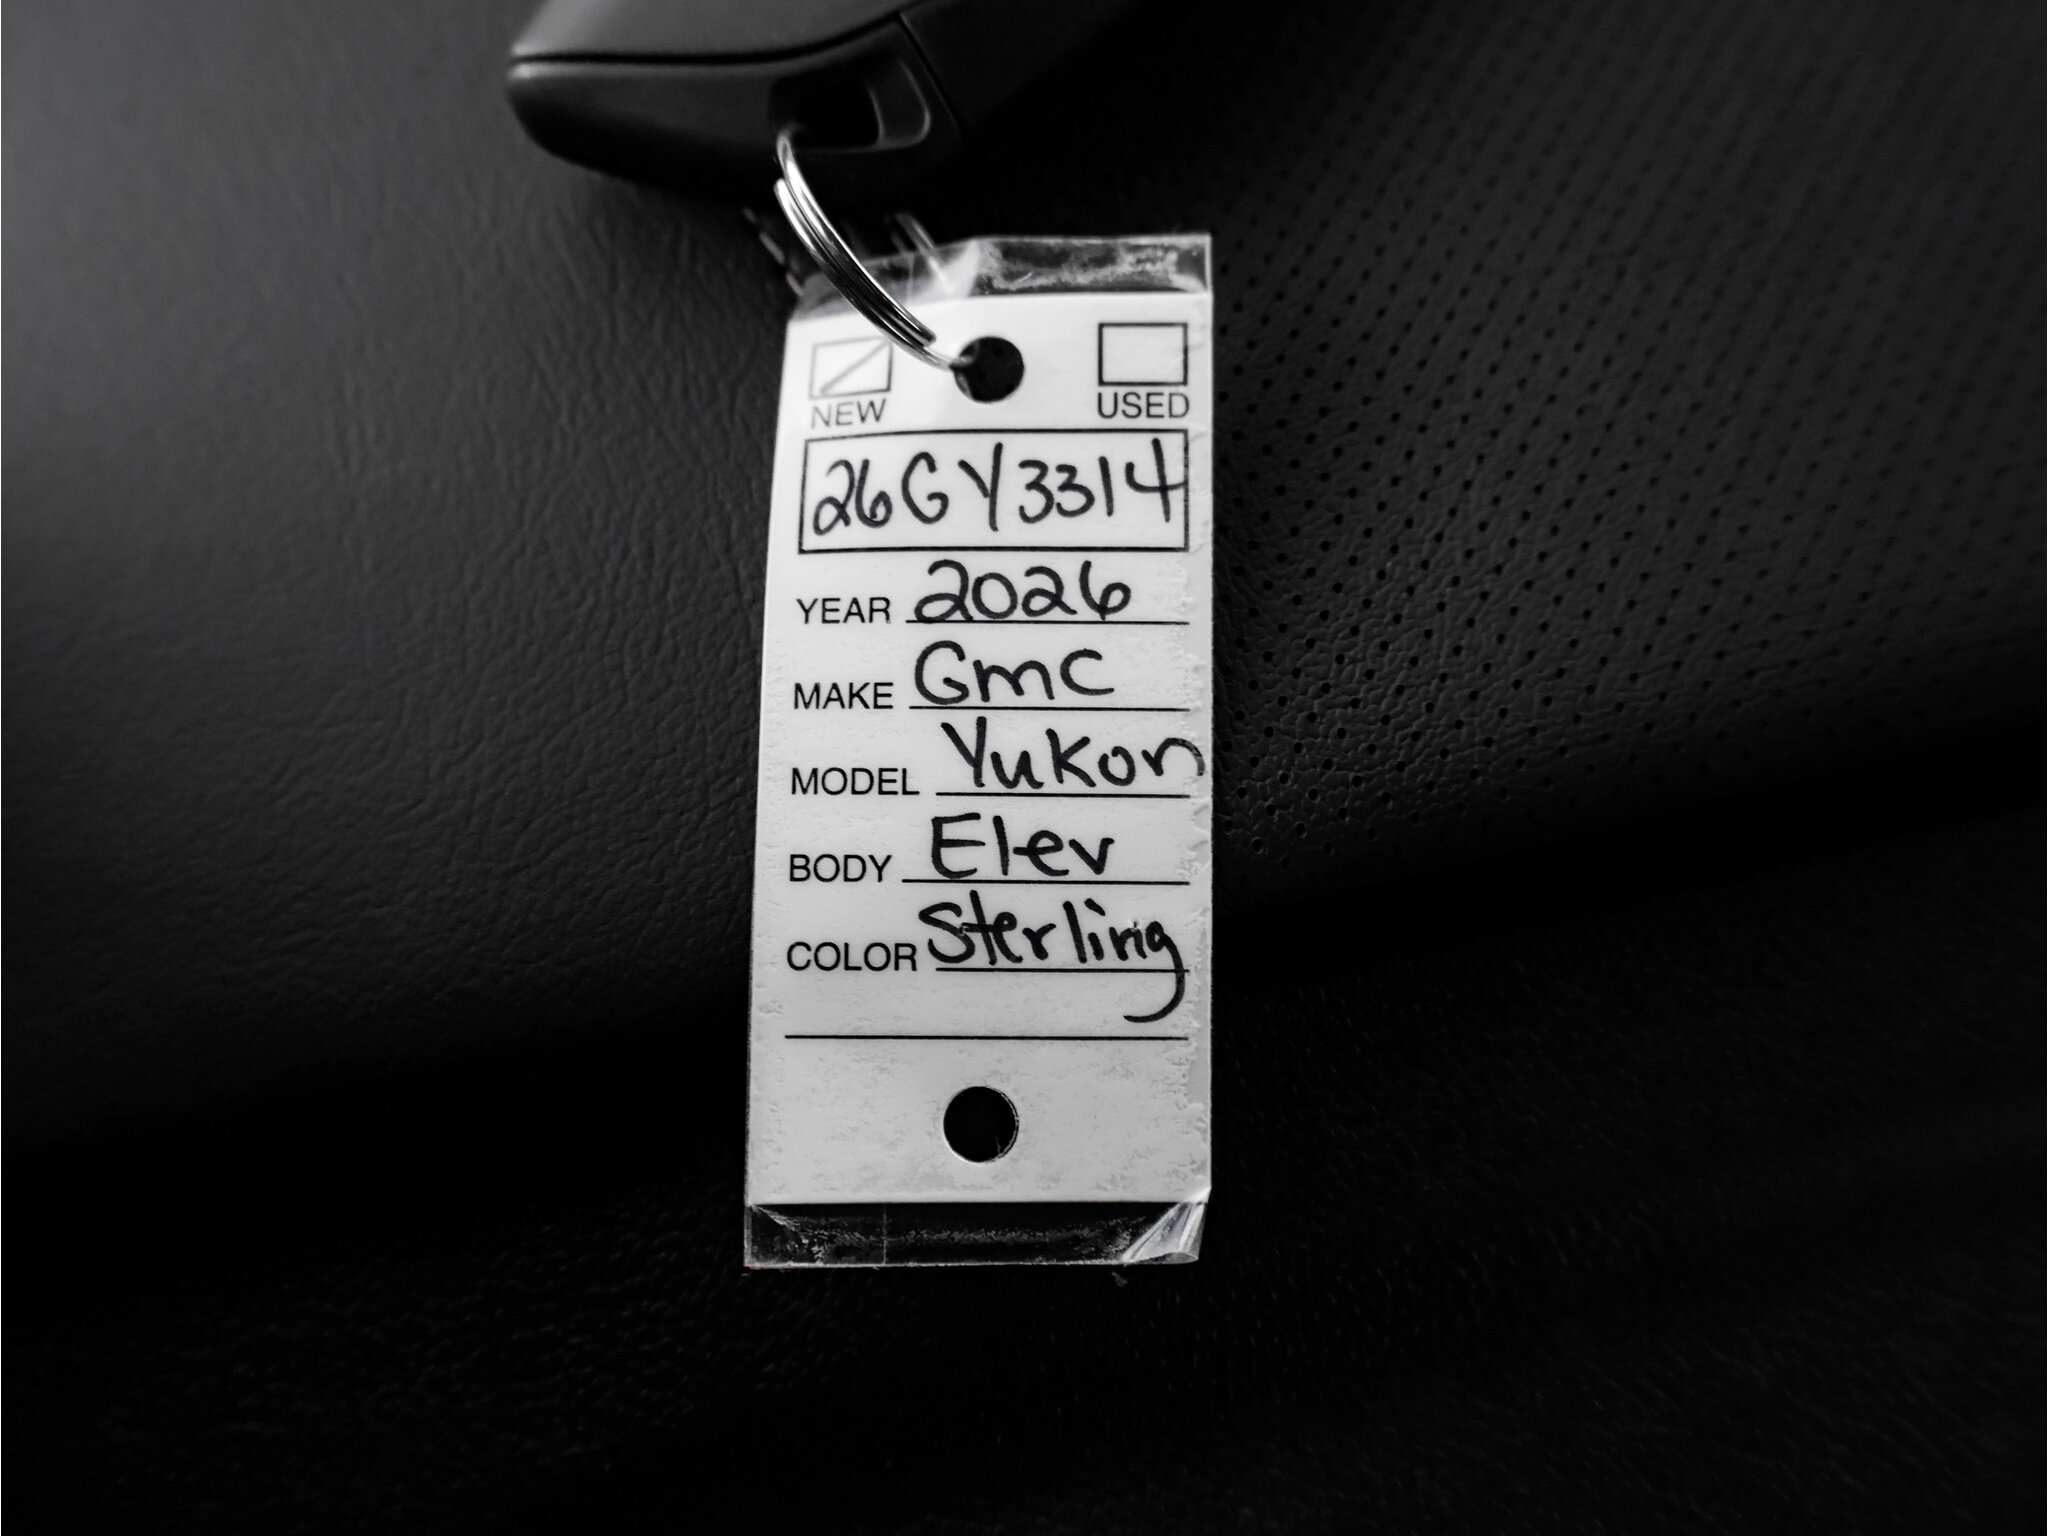 NEW USED
26GY3314
YEAR 2026
MAKE GMC
MODEL Yukon
BODY Elev
COLOR Sterling